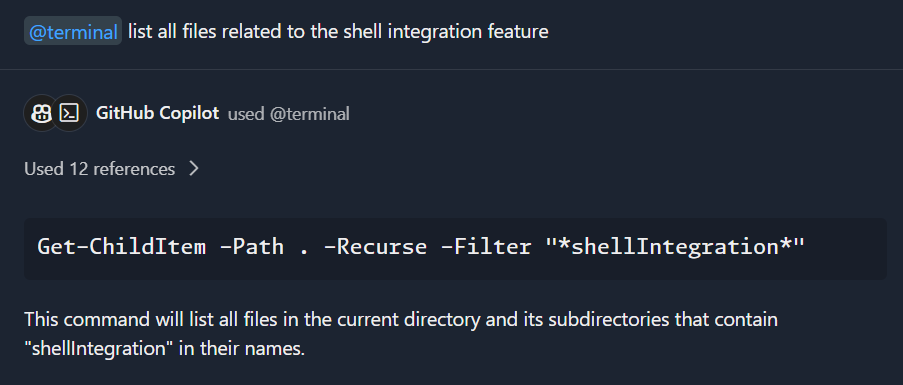 @terminal list all files related to the shell integration feature
GitHub Copilot used @terminal
Used 12 references
Get-ChildItem -Path . -Recurse -Filter "*shellIntegration*"
This command will list all files in the current directory and its subdirectories that contain
"shellIntegration" in their names.